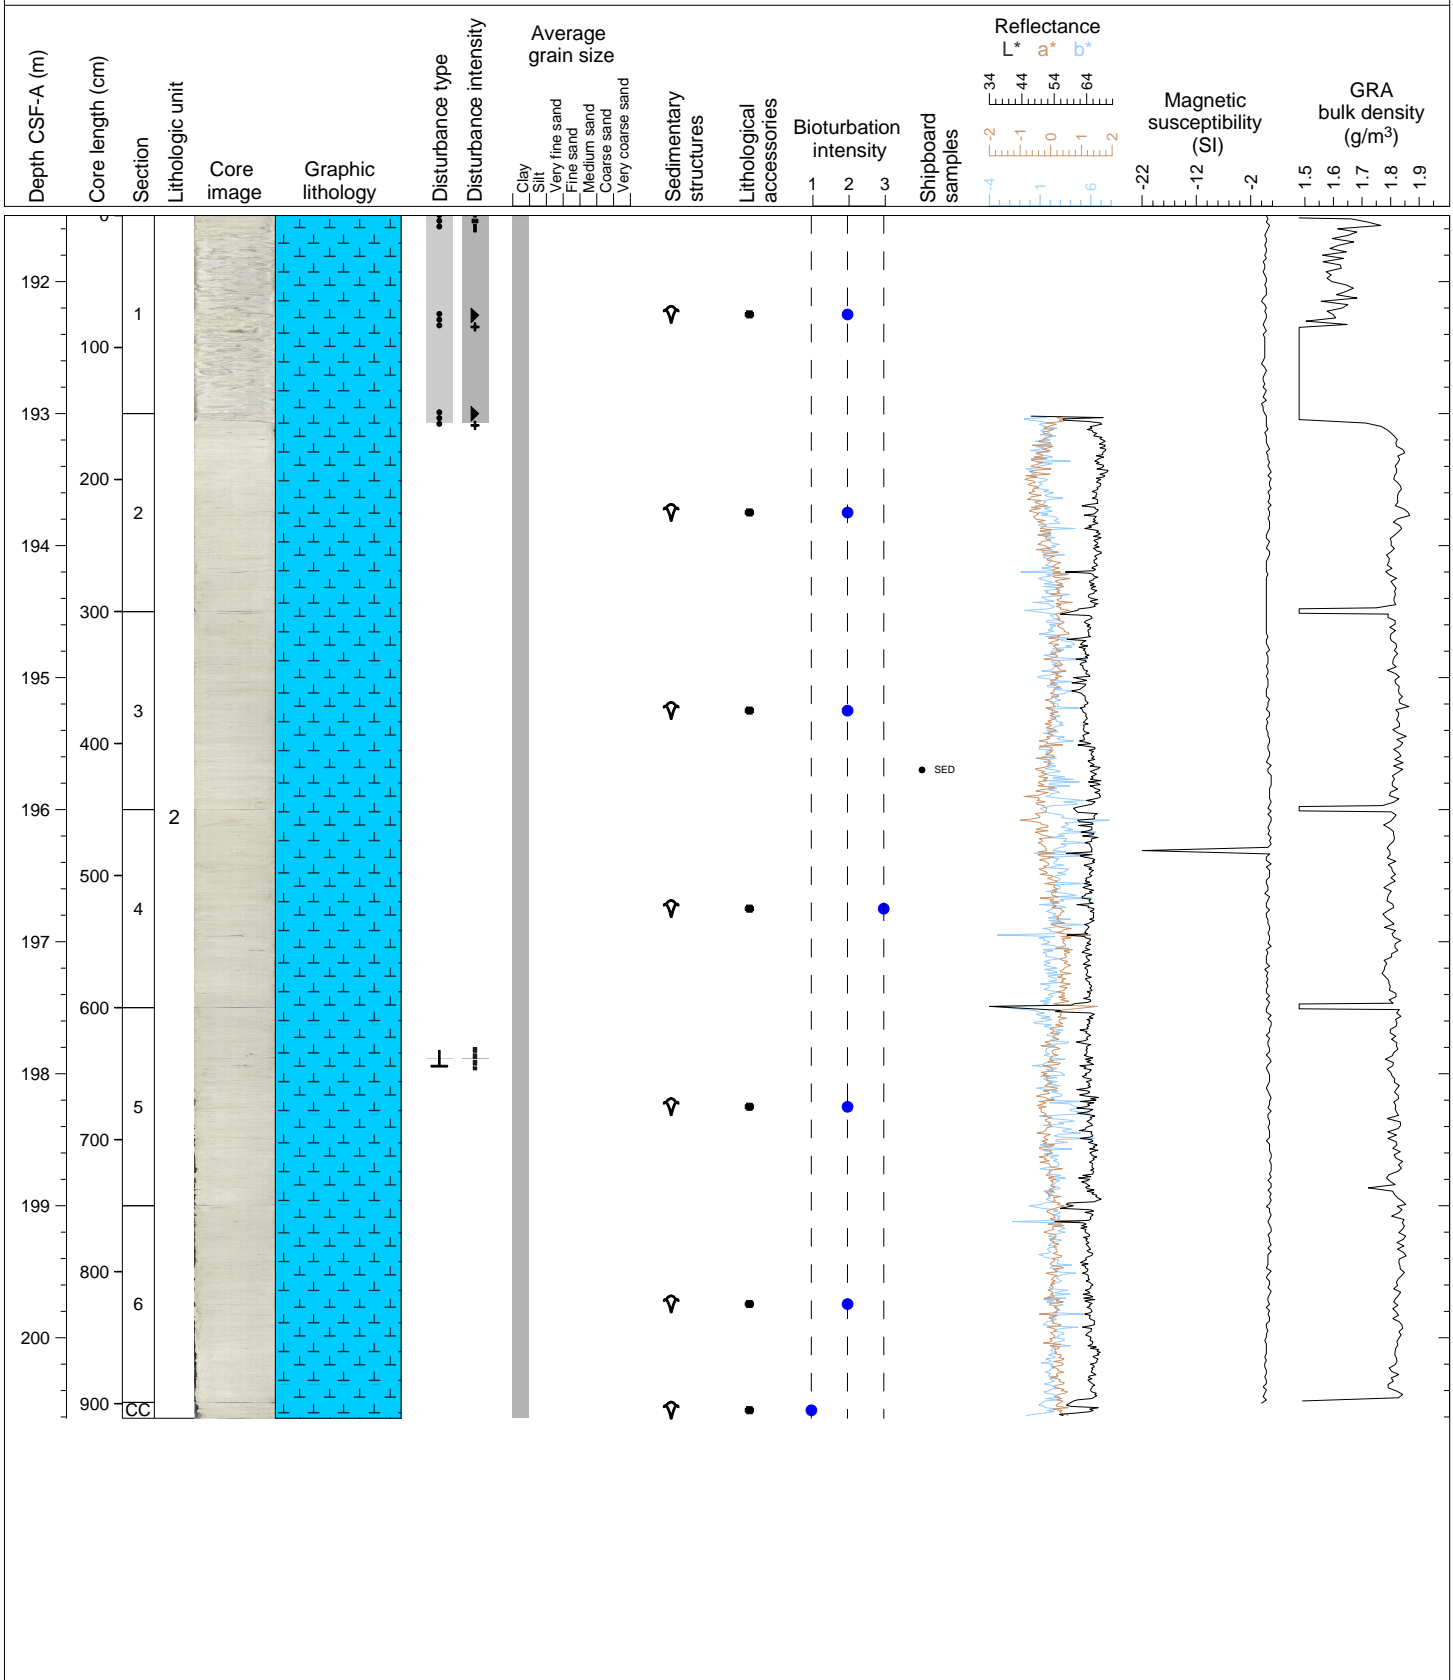 Depth CSF-A (m)
Core length (cm)
Section
Lithologic unit
Core
image
Graphic
lithology
Disturbance type
Disturbance intensity
Average
grain size
Clay
Silt
Very fine sand
Fine sand
Medium sand
Coarse sand
Very coarse sand
Sedimentary
structures
Lithological
accessories
Bioturbation
intensity
1 2 3
Shipboard
samples
Reflectance
L* a* b*
34 44 54 64
-2 -1 0 1 2
-4 1 6
Magnetic
susceptibility
(SI)
-22 -12 -2
GRA
bulk density
(g/m³)
1.5 1.6 1.7 1.8 1.9
0
192
1
100
193
200
2
194
300
195
3
400
SED
196
2
500
4
197
600
198
5
700
199
800
6
200
900
CC